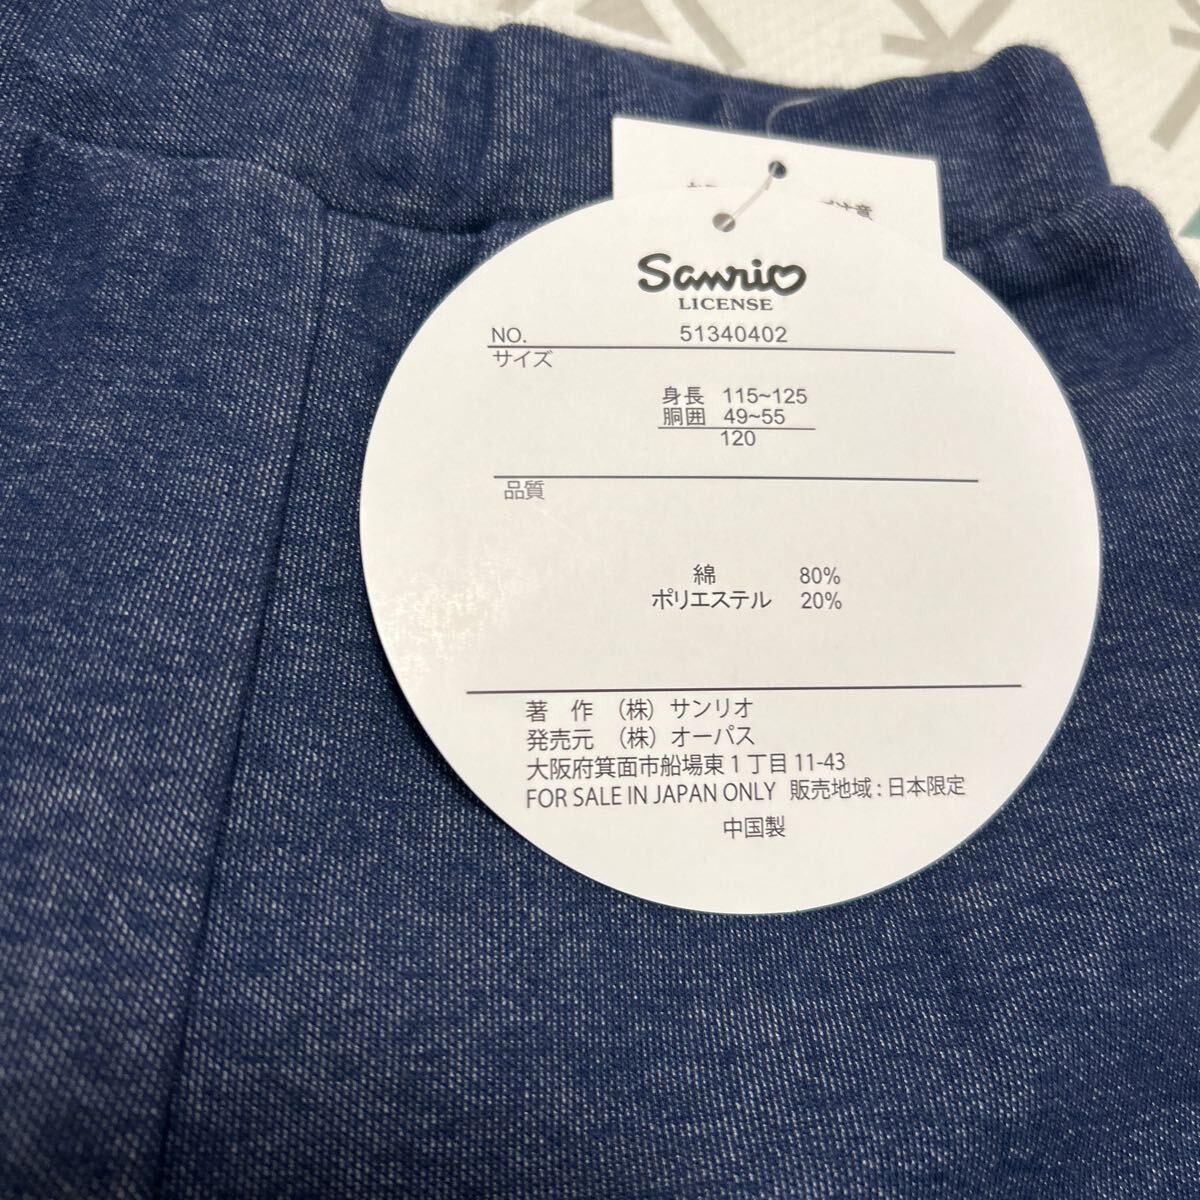 Sanrio
LICENSE
NO. 51340402
サイズ
身長 115~125
胴囲 49~55
120
品質
綿 80%
ポリエステル 20%
著 作 （株）サンリオ
発売元 （株）オーパス
大阪府箕面市船場東1丁目11-43
FOR SALE IN JAPAN ONLY 販売地域：日本限定
中国製